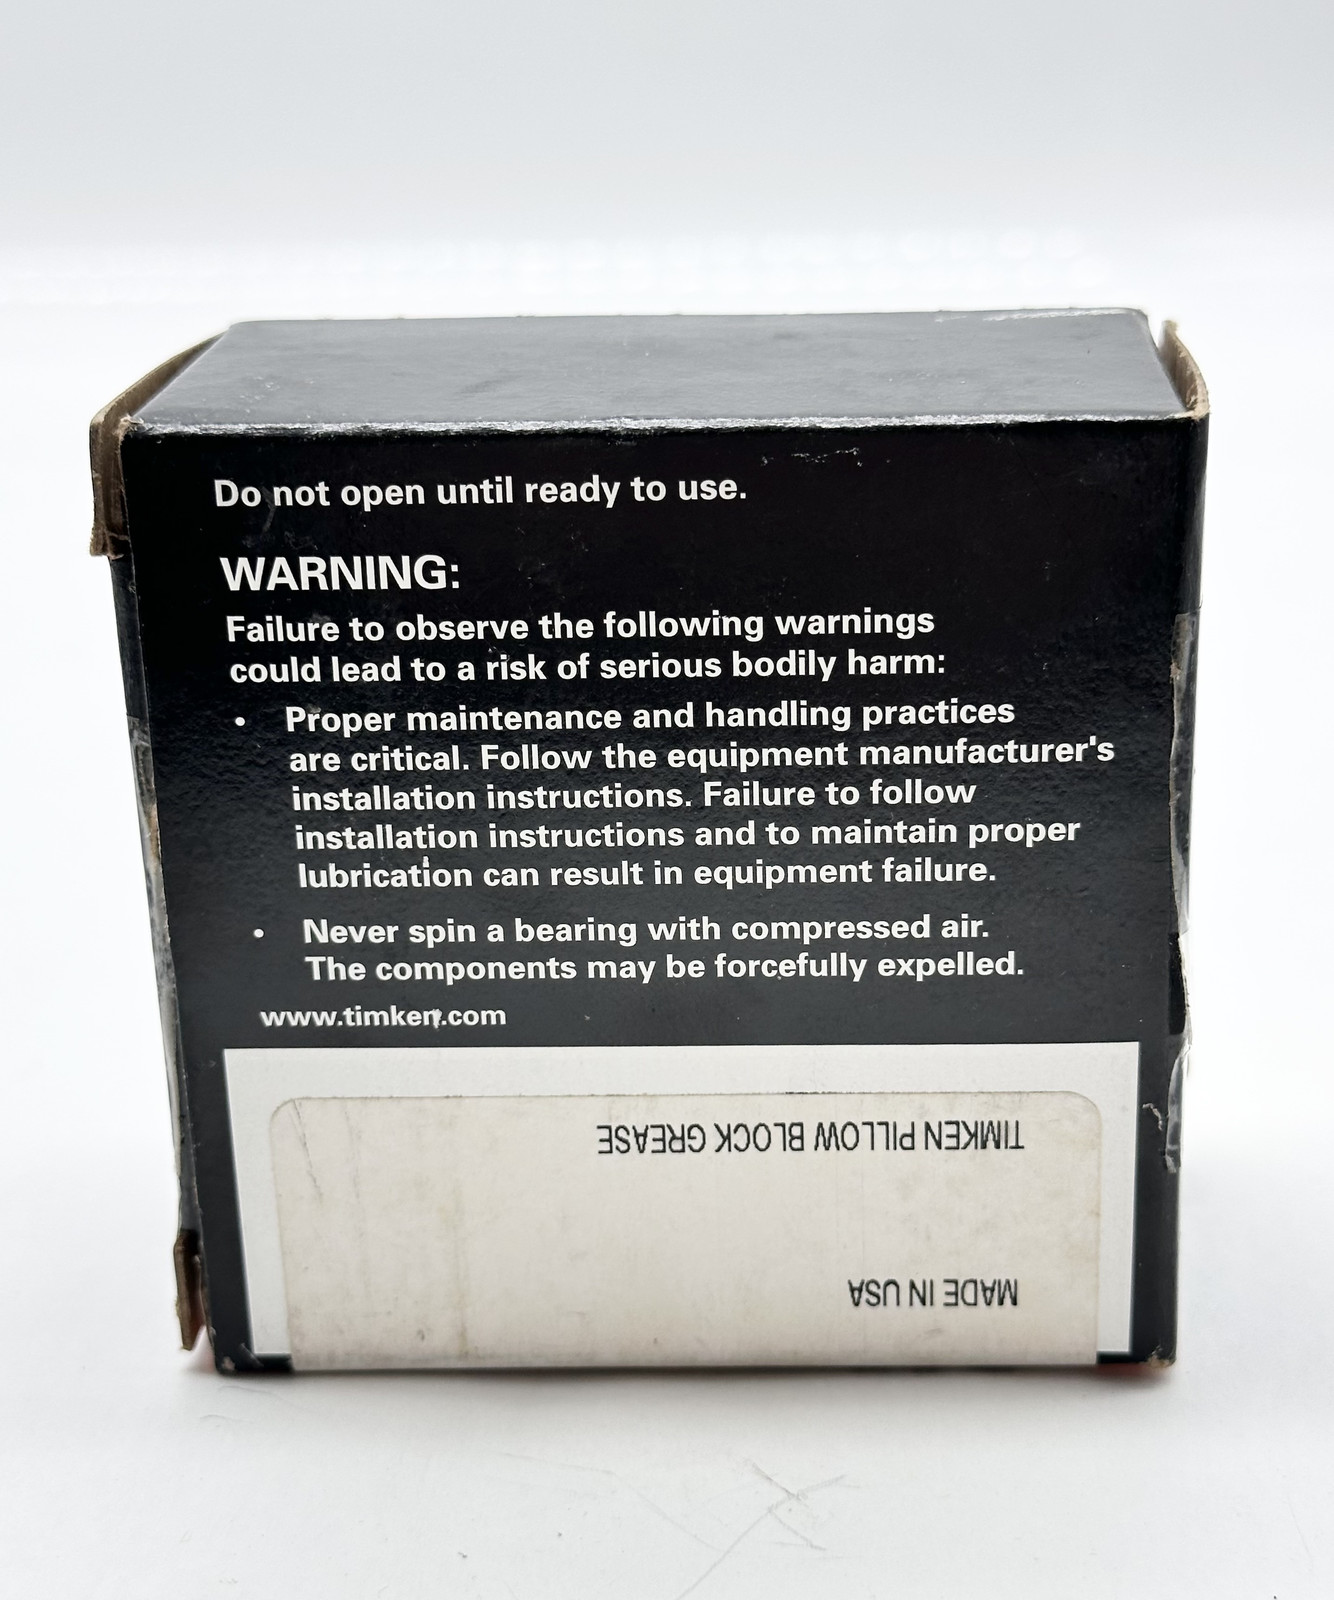 Do not open until ready to use.
WARNING:
Failure to observe the following warnings
could lead to a risk of serious bodily harm:
• Proper maintenance and handling practices
are critical. Follow the equipment manufacturer's
installation instructions. Failure to follow
installation instructions and to maintain proper
lubrication can result in equipment failure.
• Never spin a bearing with compressed air.
The components may be forcefully expelled.
www.timken.com
TIMKEN PILLOW BLOCK GREASE
MADE IN USA